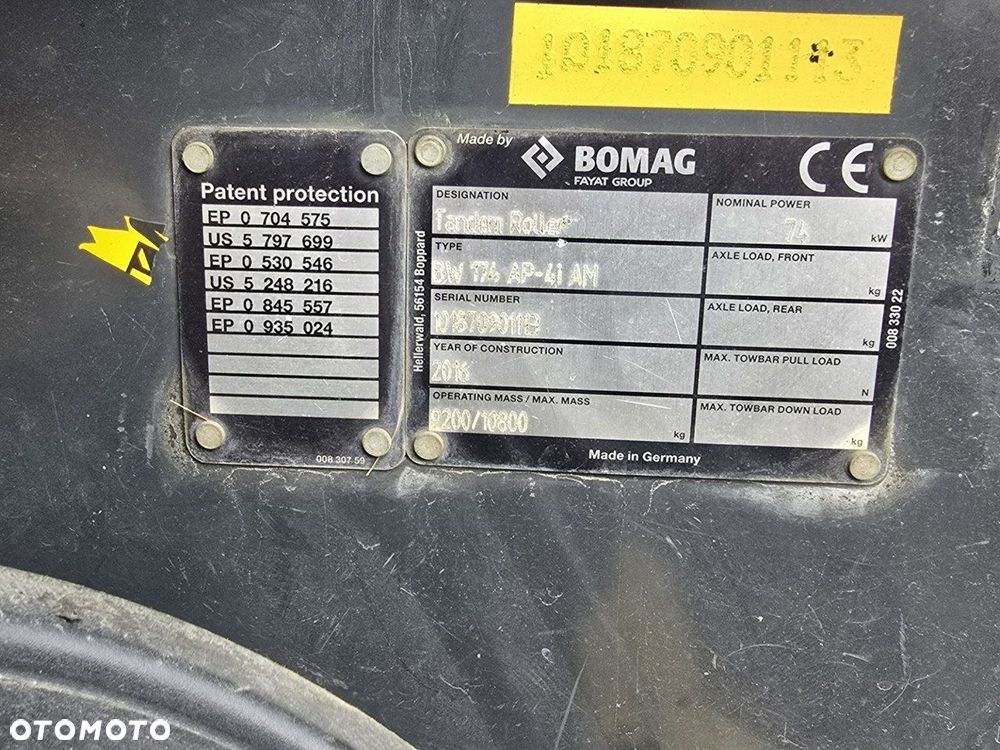 101870901113
Made by BOMAG CE
FAYAT GROUP
Patent protection
EP 0 704 575
US 5 797 699
EP 0 530 546
US 5 248 216
EP 0 845 557
EP 0 935 024
008 307 59
Hellerwald, 56154 Boppard
DESIGNATION
Tandem Roller
NOMINAL POWER
74 kW
TYPE
BW 174 AP-4i AM
AXLE LOAD, FRONT
kg
SERIAL NUMBER
AXLE LOAD, REAR
kg
YEAR OF CONSTRUCTION
2016
MAX. TOWBAR PULL LOAD
N
OPERATING MASS / MAX. MASS
9200/10800 kg
MAX. TOWBAR DOWN LOAD
kg
008 330 22
Made in Germany
OTOMOTO